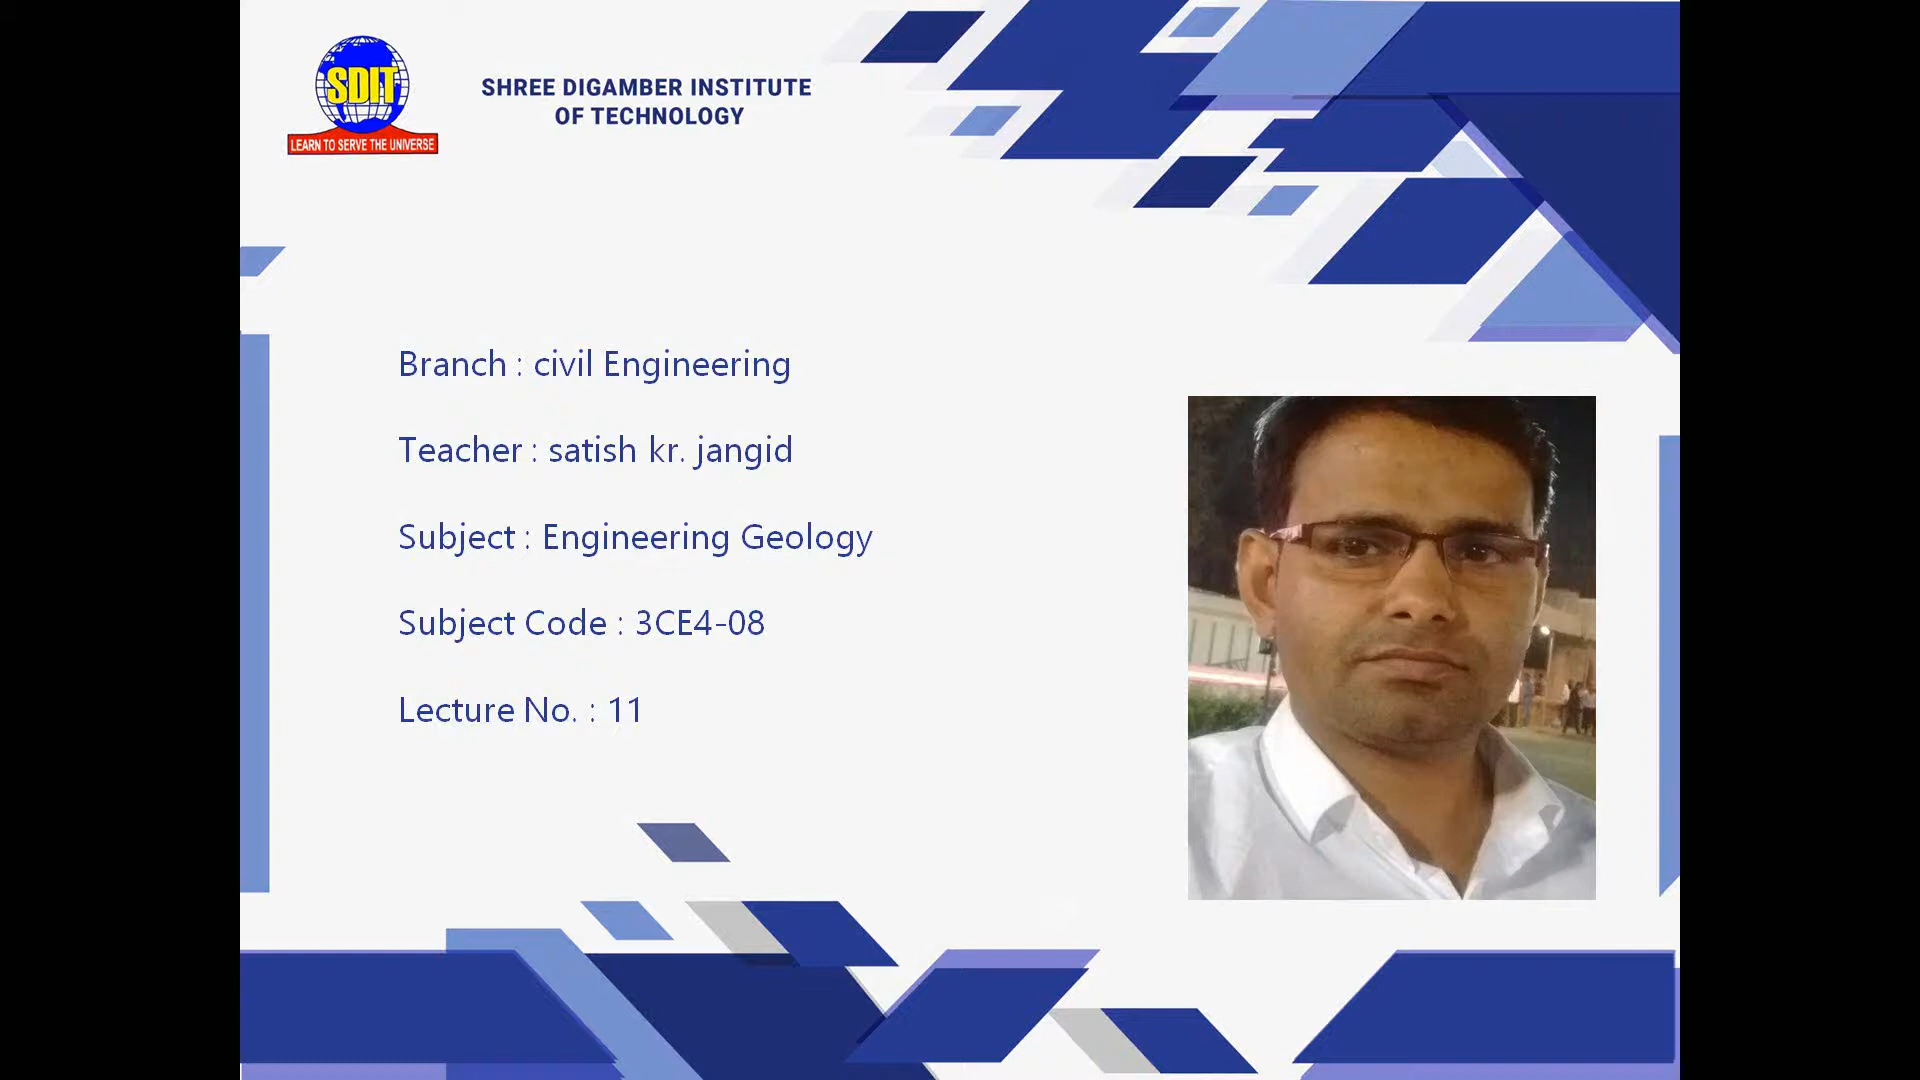 SDIT
LEARN TO SERVE THE UNIVERSE
SHREE DIGAMBER INSTITUTE
OF TECHNOLOGY
Branch : civil Engineering
Teacher : satish kr. jangid
Subject : Engineering Geology
Subject Code : 3CE4-08
Lecture No. : 11